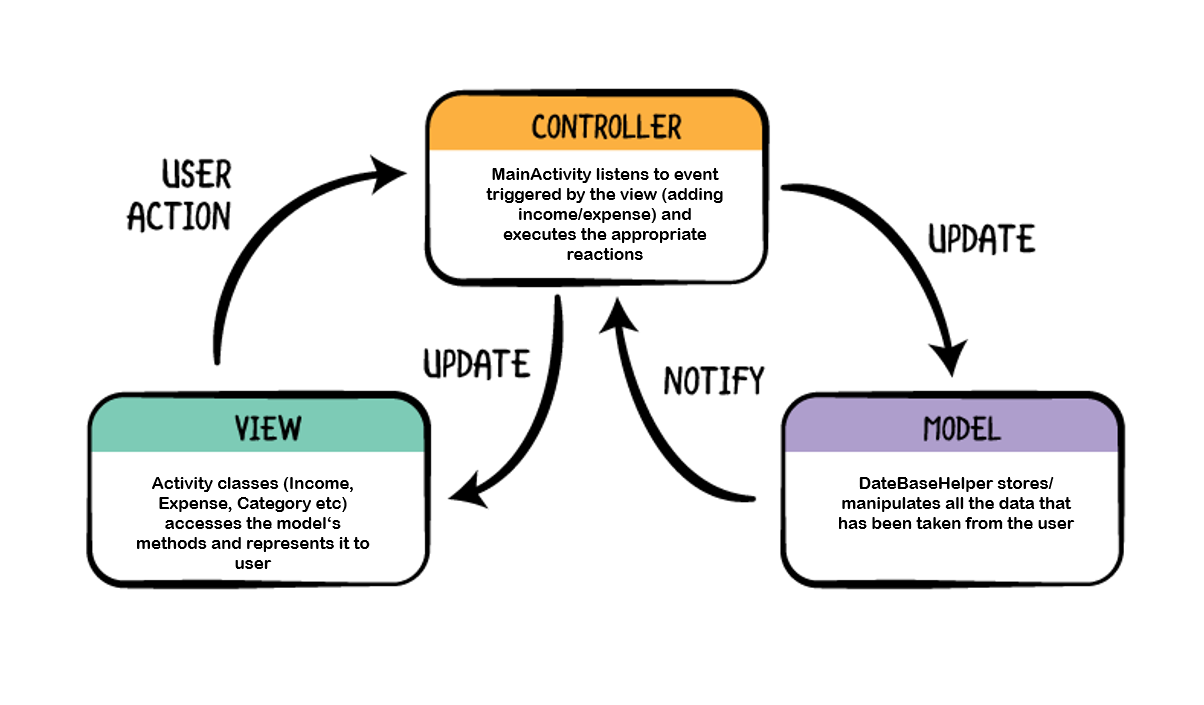 CONTROLLER
MainActivity listens to event
triggered by the view (adding
income/expense) and
executes the appropriate
reactions
USER
ACTION
UPDATE
UPDATE
NOTIFY
VIEW
Activity classes (Income,
Expense, Category etc)
accesses the model‘s
methods and represents it to
user
MODEL
DateBaseHelper stores/
manipulates all the data that
has been taken from the user